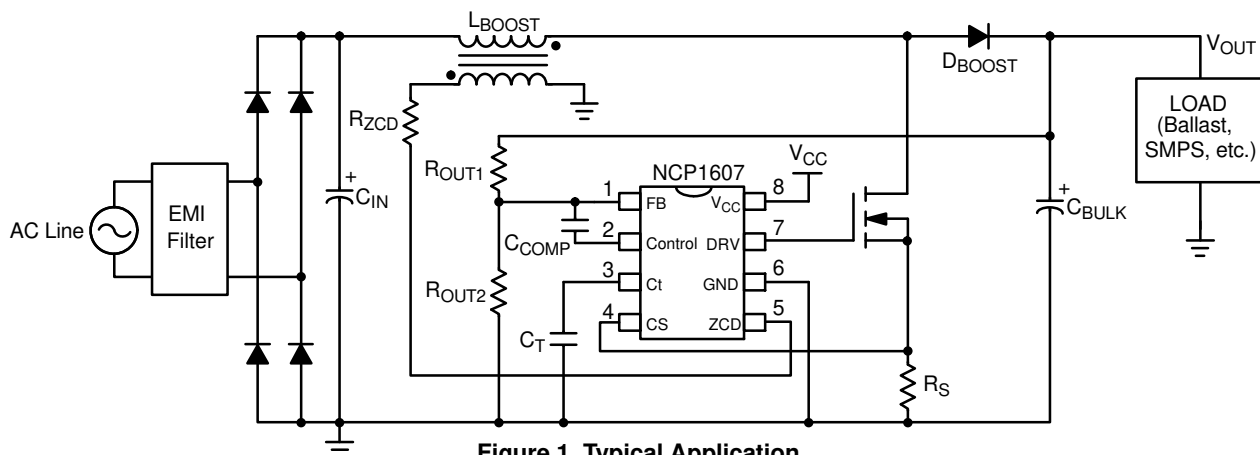 LBOOST
DBOOST
VOUT
LOAD
(Ballast,
SMPS, etc.)
RZCD
ROUT1
VCC
NCP1607
+
CIN
+
CBULK
AC Line
EMI
Filter
1
FB
VCC
8
CCOMP
2
Control
DRV
7
3
Ct
GND
6
ROUT2
4
CS
ZCD
5
CT
RS
Figure 1. Typical Application